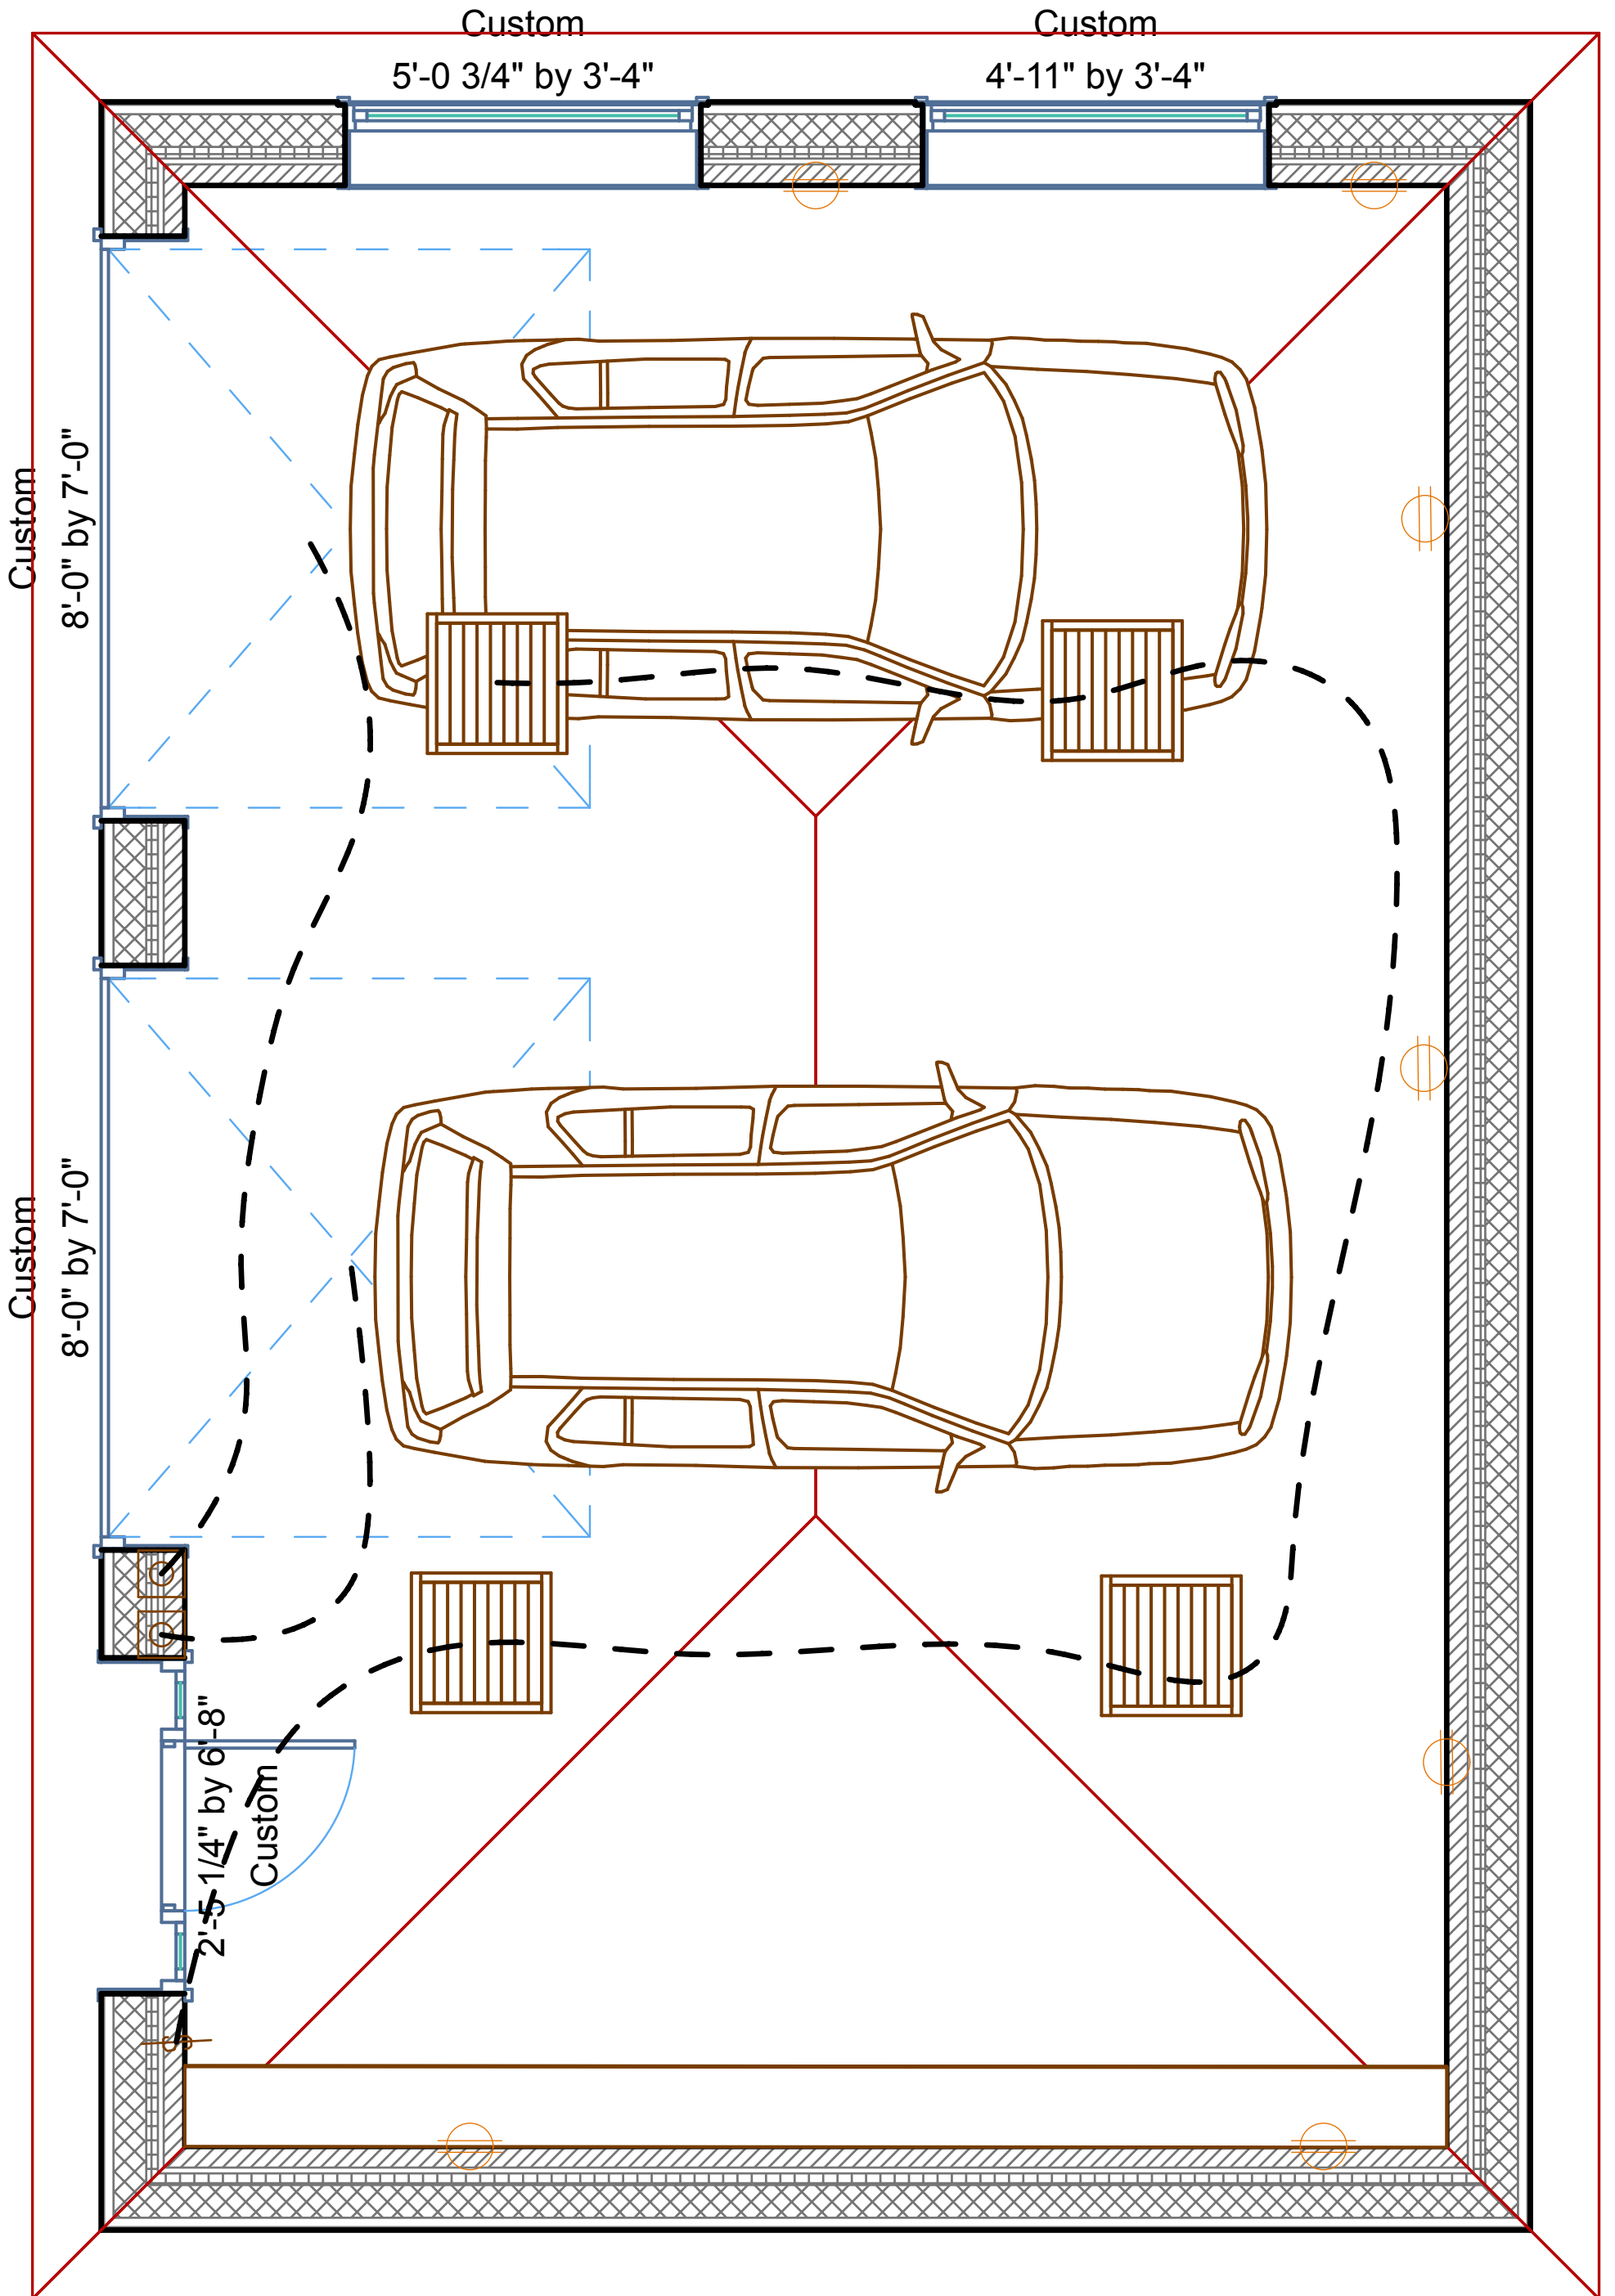 Custom
5'-0 3/4" by 3'-4"
Custom
4'-11" by 3'-4"
Custom
8'-0" by 7'-0"
Custom
8'-0" by 7'-0"
2'-5 1/4" by 6'-8"
Custom